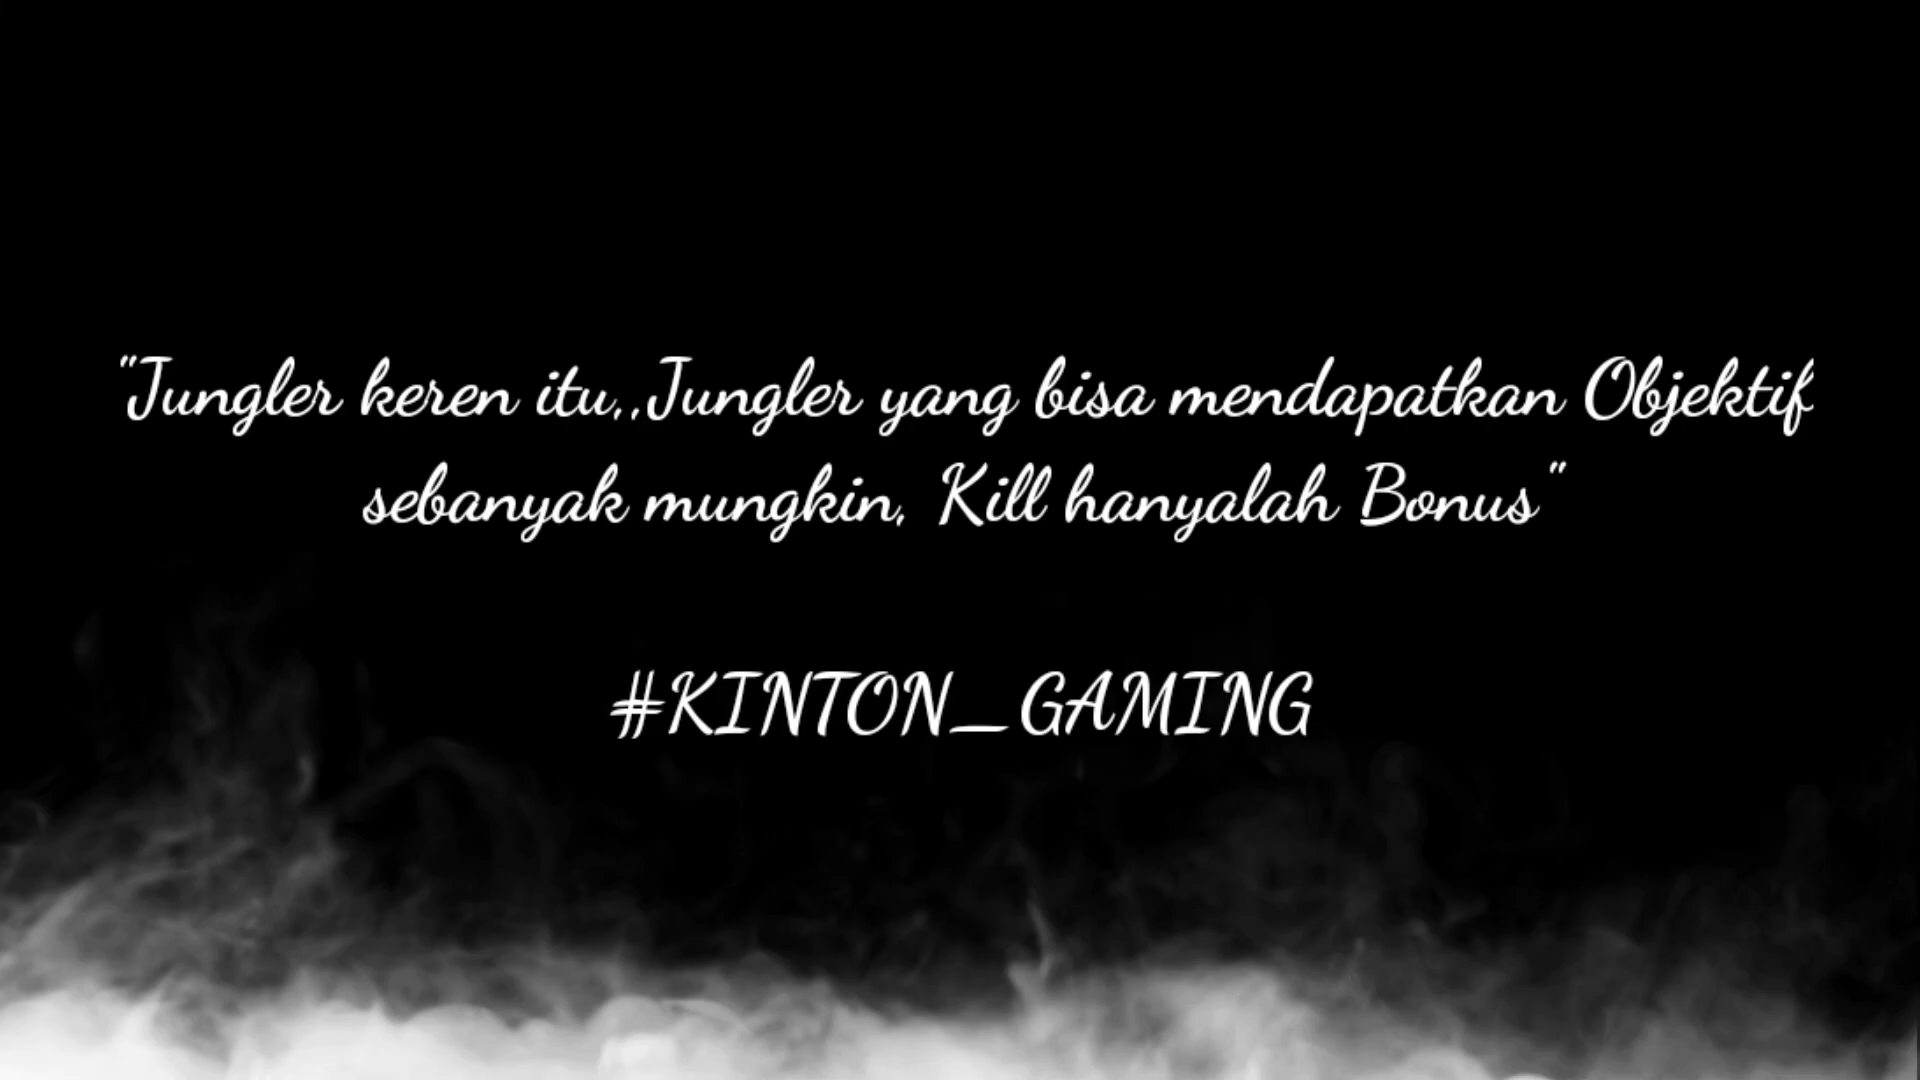 "Jungler keren itu,,Jungler yang bisa mendapatkan Objektif
sebanyak mungkin, Kill hanyalah Bonus"
#KINTON_GAMING